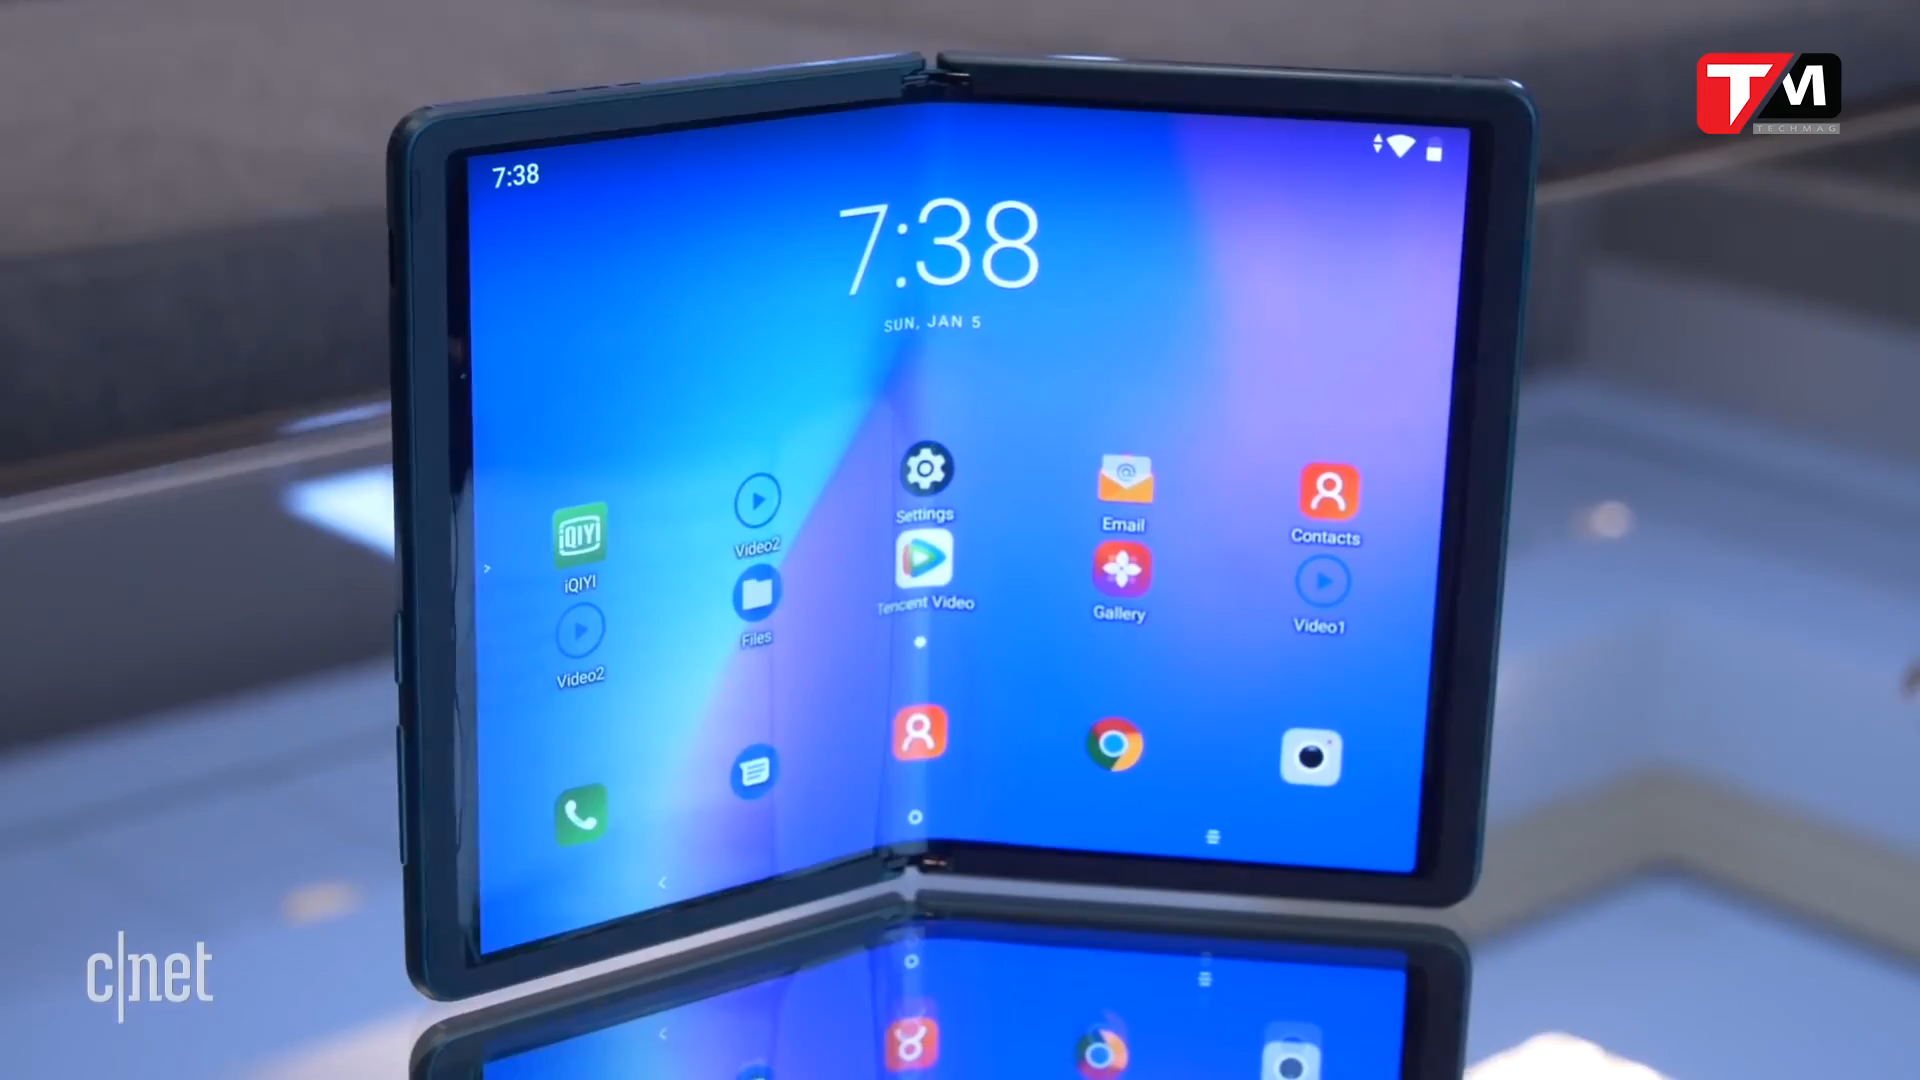 TM
TECHMAG
7:38
7:38
SUN, JAN 5
Settings
Email
Contacts
iQIYI
iQIYI
Video2
Tencent Video
Gallery
Video1
Files
Video2
c|net